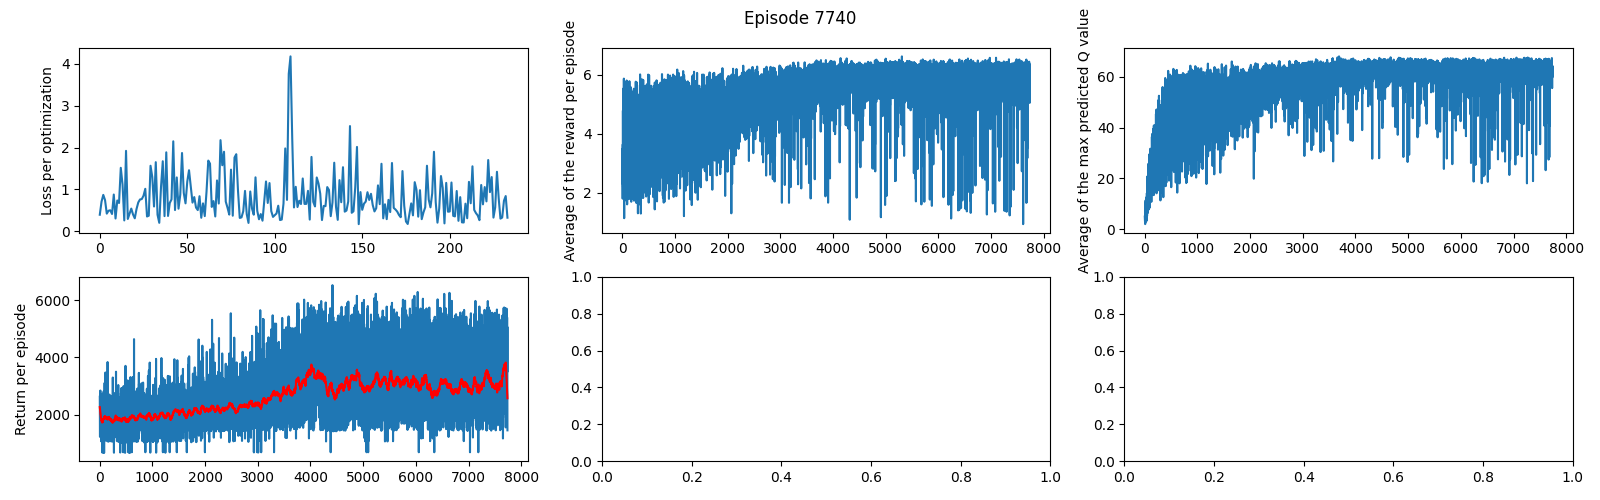 Episode 7740
Loss per optimization
4
3
2
1
0
0 50 100 150 200
Average of the reward per episode
6
4
2
0 1000 2000 3000 4000 5000 6000 7000 8000
Average of the max predicted Q value
60
40
20
0
0 1000 2000 3000 4000 5000 6000 7000 8000
Return per episode
6000
4000
2000
0 1000 2000 3000 4000 5000 6000 7000 8000
1.0
0.8
0.6
0.4
0.2
0.0
0.0 0.2 0.4 0.6 0.8 1.0
1.0
0.8
0.6
0.4
0.2
0.0
0.0 0.2 0.4 0.6 0.8 1.0